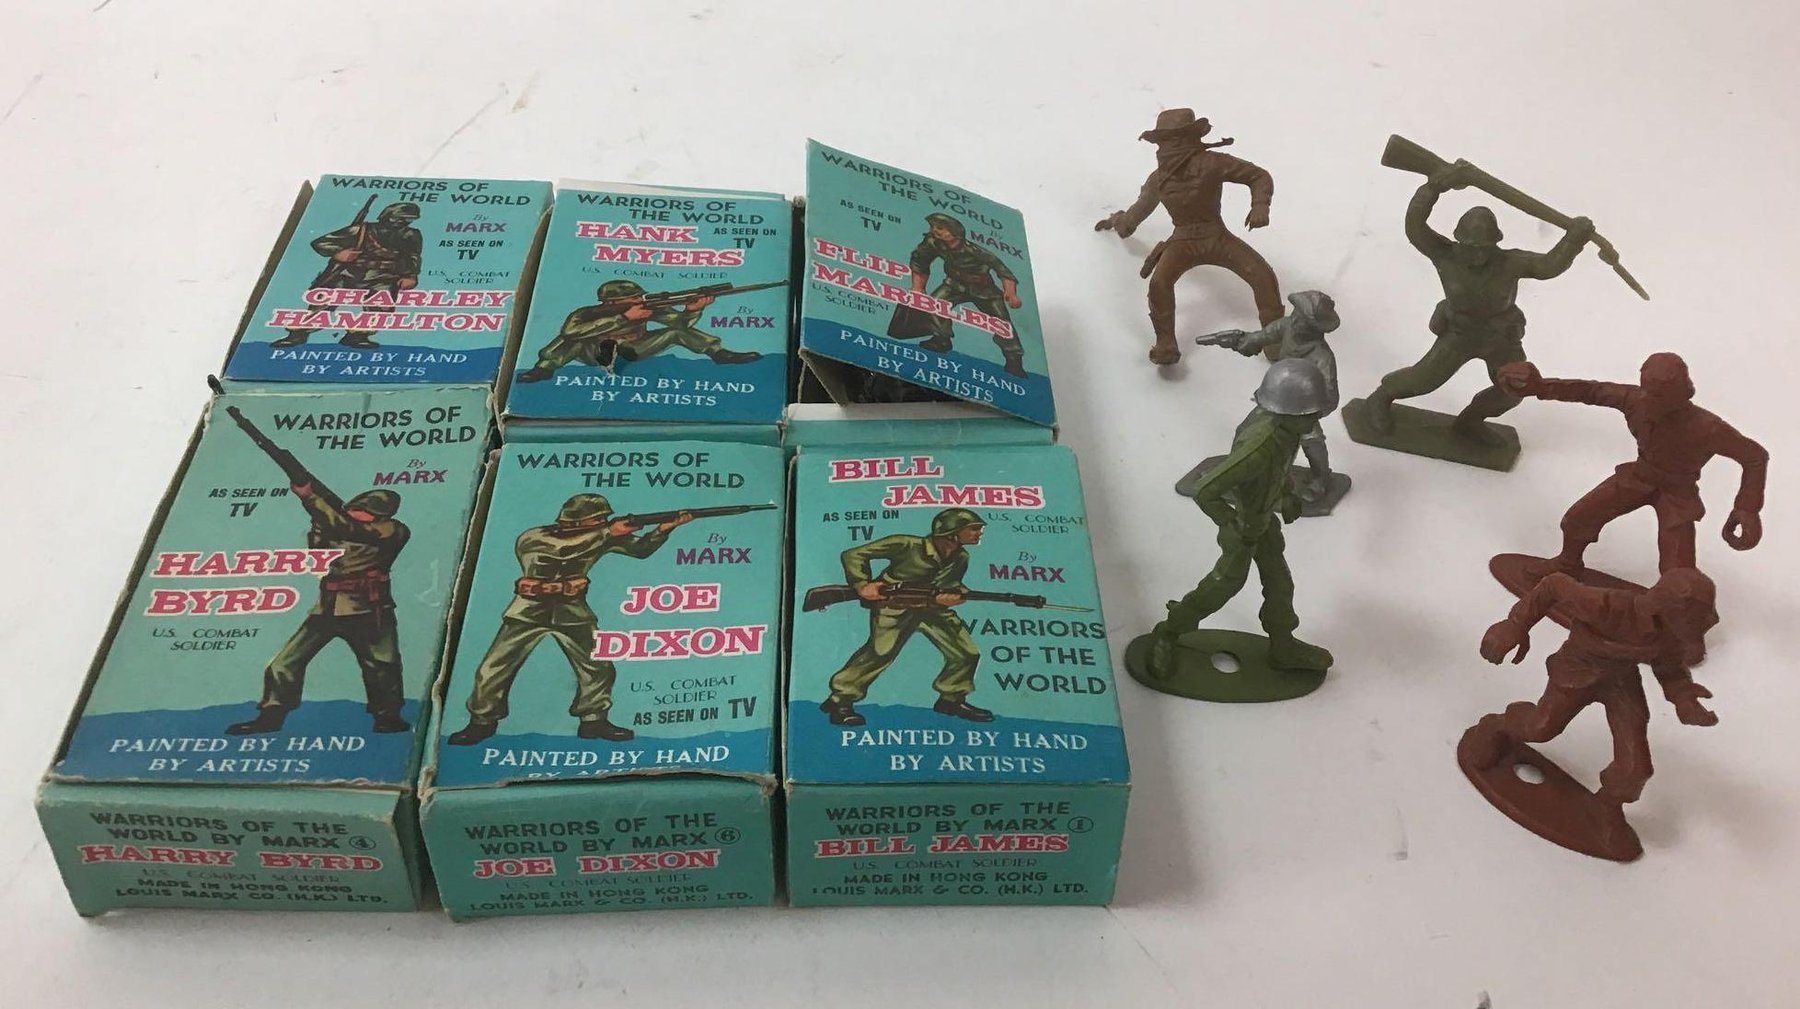 WARRIORS OF
THE WORLD
By
MARX
AS SEEN ON
TV
U.S. COMBAT
SOLDIER
CHARLEY
HAMILTON
PAINTED BY HAND
BY ARTISTS
WARRIORS OF
THE WORLD
HANK
MYERS
AS SEEN ON
TV
U.S. COMBAT SOLDIER
By
MARX
PAINTED BY HAND
BY ARTISTS
WARRIORS OF
THE WORLD
AS SEEN ON
TV
By
MARX
FLIP
MARBLES
U.S. COMBAT
SOLDIER
PAINTED BY HAND
BY ARTISTS
WARRIORS OF
THE WORLD
By
MARX
AS SEEN ON
TV
HARRY
BYRD
U.S. COMBAT
SOLDIER
PAINTED BY HAND
BY ARTISTS
WARRIORS OF THE
WORLD BY MARX 4
HARRY BYRD
U.S. COMBAT SOLDIER
MADE IN HONG KONG
LOUIS MARX CO. (H.K.) LTD.
WARRIORS OF
THE WORLD
By
MARX
JOE
DIXON
U.S. COMBAT
SOLDIER
AS SEEN ON TV
PAINTED BY HAND
BY ARTISTS
WARRIORS OF THE
WORLD BY MARX 6
JOE DIXON
U.S. COMBAT SOLDIER
MADE IN HONG KONG
LOUIS MARX & CO. (H.K.) LTD.
BILL
JAMES
AS SEEN ON
TV
U.S. COMBAT
SOLDIER
By
MARX
WARRIORS
OF THE
WORLD
PAINTED BY HAND
BY ARTISTS
WARRIORS OF THE
WORLD BY MARX 1
BILL JAMES
U.S. COMBAT SOLDIER
MADE IN HONG KONG
LOUIS MARX & CO. (H.K.) LTD.